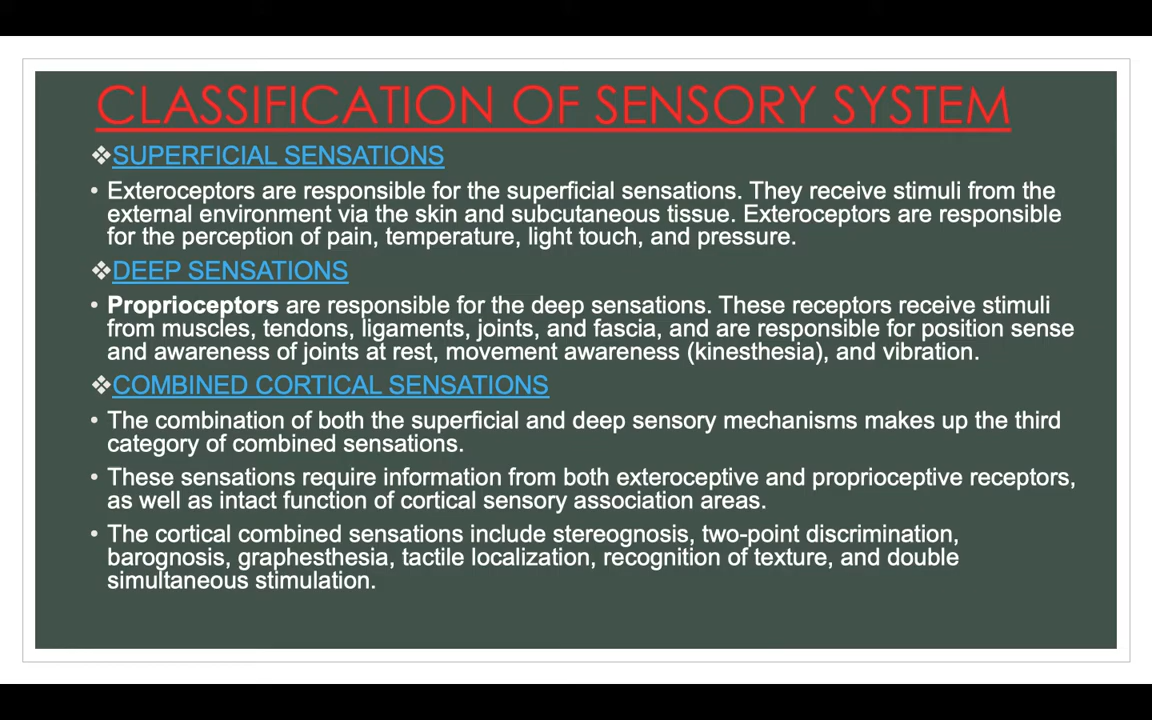 CLASSIFICATION OF SENSORY SYSTEM
❖SUPERFICIAL SENSATIONS
• Exteroceptors are responsible for the superficial sensations. They receive stimuli from the
external environment via the skin and subcutaneous tissue. Exteroceptors are responsible
for the perception of pain, temperature, light touch, and pressure.
❖DEEP SENSATIONS
• Proprioceptors are responsible for the deep sensations. These receptors receive stimuli
from muscles, tendons, ligaments, joints, and fascia, and are responsible for position sense
and awareness of joints at rest, movement awareness (kinesthesia), and vibration.
❖COMBINED CORTICAL SENSATIONS
• The combination of both the superficial and deep sensory mechanisms makes up the third
category of combined sensations.
• These sensations require information from both exteroceptive and proprioceptive receptors,
as well as intact function of cortical sensory association areas.
• The cortical combined sensations include stereognosis, two-point discrimination,
barognosis, graphesthesia, tactile localization, recognition of texture, and double
simultaneous stimulation.